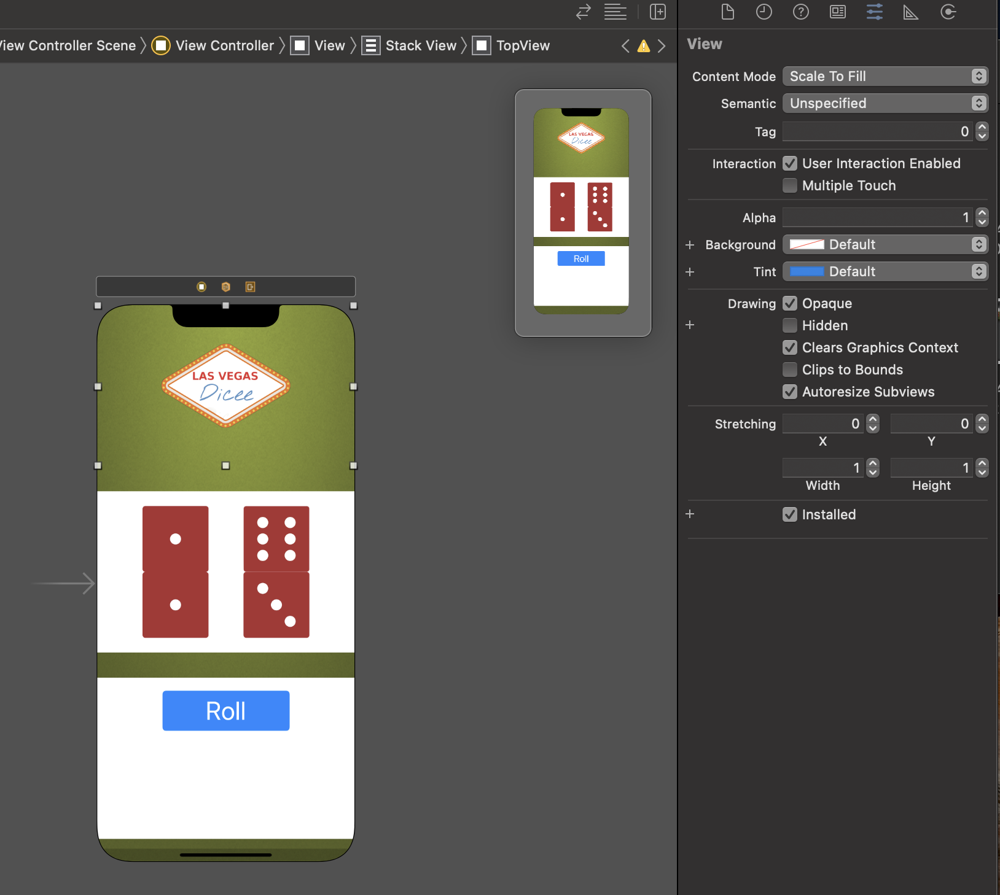 View Controller Scene View Controller View Stack View TopView
View
Content Mode Scale To Fill
Semantic Unspecified
Tag 0
Interaction User Interaction Enabled
Multiple Touch
Alpha 1
Background Default
Tint Default
Drawing Opaque
Hidden
Clears Graphics Context
Clips to Bounds
Autoresize Subviews
Stretching 0 0
X Y
1 1
Width Height
Installed
LAS VEGAS
Dicee
Roll
LAS VEGAS
Dicee
Roll